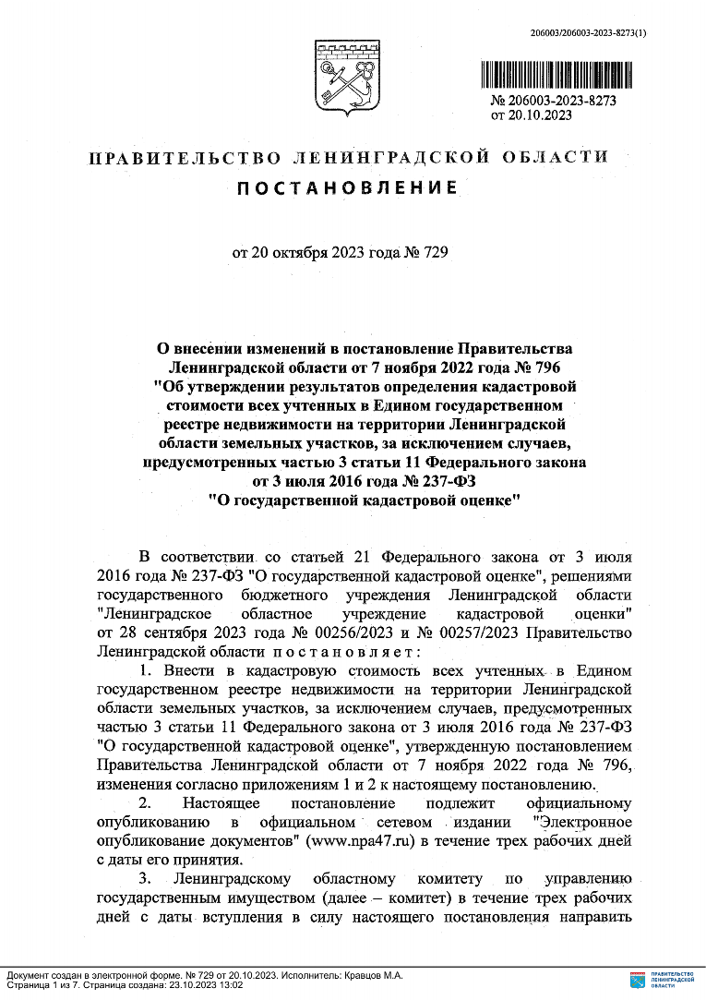 206003/206003-2023-8273(1)
№ 206003-2023-8273
от 20.10.2023
ПРАВИТЕЛЬСТВО ЛЕНИНГРАДСКОЙ ОБЛАСТИ
ПОСТАНОВЛЕНИЕ
от 20 октября 2023 года № 729
О внесении изменений в постановление Правительства
Ленинградской области от 7 ноября 2022 года № 796
"Об утверждении результатов определения кадастровой
стоимости всех учтенных в Едином государственном
реестре недвижимости на территории Ленинградской
области земельных участков, за исключением случаев,
предусмотренных частью 3 статьи 11 Федерального закона
от 3 июля 2016 года № 237-ФЗ
"О государственной кадастровой оценке"
В соответствии со статьей 21 Федерального закона от 3 июля
2016 года № 237-ФЗ "О государственной кадастровой оценке", решениями
государственного бюджетного учреждения Ленинградской области
"Ленинградское областное учреждение кадастровой оценки"
от 28 сентября 2023 года № 00256/2023 и № 00257/2023 Правительство
Ленинградской области п о с т а н о в л я е т :
1. Внести в кадастровую стоимость всех учтенных в Едином
государственном реестре недвижимости на территории Ленинградской
области земельных участков, за исключением случаев, предусмотренных
частью 3 статьи 11 Федерального закона от 3 июля 2016 года № 237-ФЗ
"О государственной кадастровой оценке", утвержденную постановлением
Правительства Ленинградской области от 7 ноября 2022 года № 796,
изменения согласно приложениям 1 и 2 к настоящему постановлению.
2. Настоящее постановление подлежит официальному
опубликованию в официальном сетевом издании "Электронное
опубликование документов" (www.npa47.ru) в течение трех рабочих дней
с даты его принятия.
3. Ленинградскому областному комитету по управлению
государственным имуществом (далее – комитет) в течение трех рабочих
дней с даты вступления в силу настоящего постановления направить
Документ создан в электронной форме. № 729 от 20.10.2023. Исполнитель: Кравцов М.А.
Страница 1 из 7. Страница создана: 23.10.2023 13:02
ПРАВИТЕЛЬСТВО
ЛЕНИНГРАДСКОЙ
ОБЛАСТИ